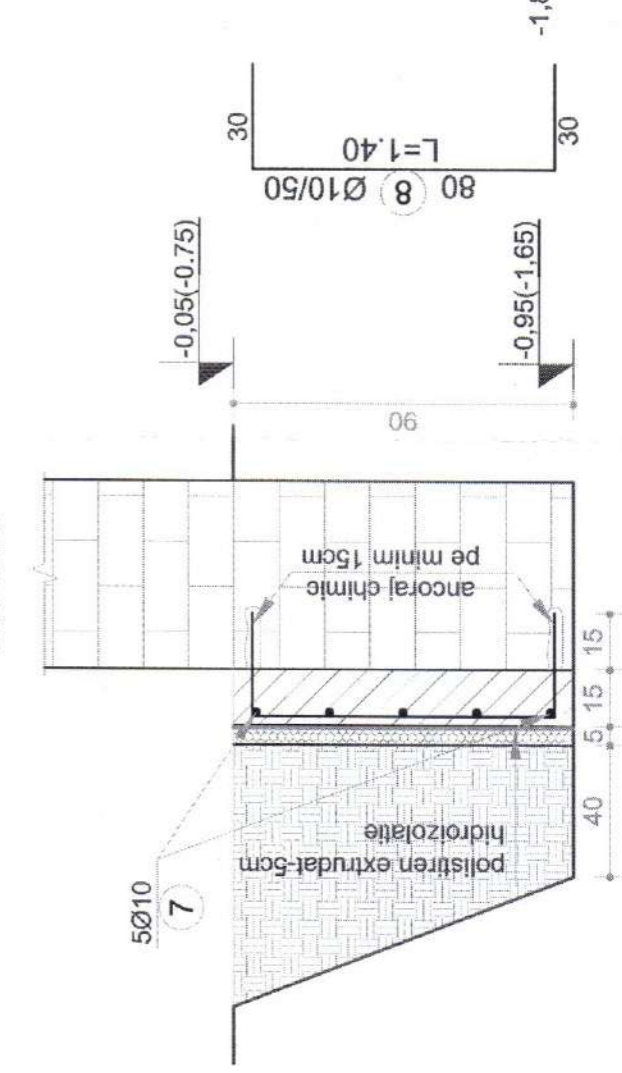 -1,8
30
L=1.40
80 8 Ø10/50
30
-0,05(-0.75)
-0,95(-1,65)
90
ancoraj chimic
pe minim 15cm
15
15
5
40
polistiren extrudat-5cm
hidroizolatie
5Ø10
7